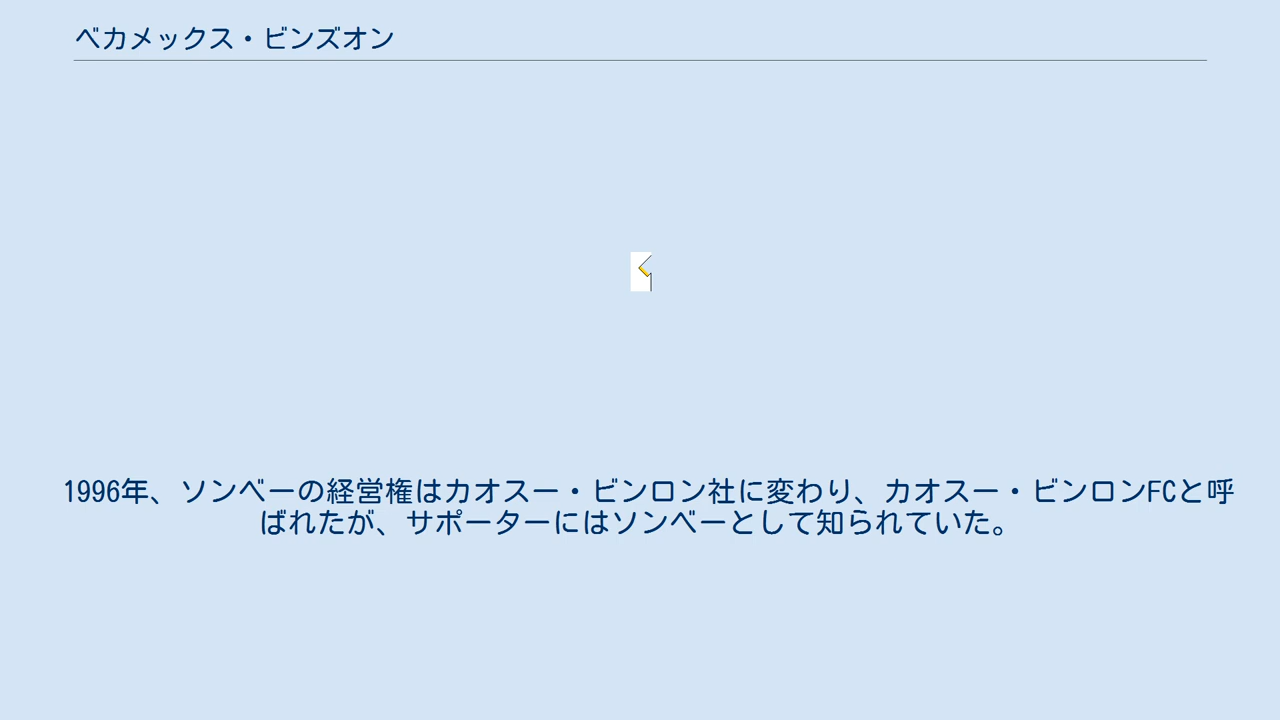 ベカメックス・ビンズオン
1996年、ソンベーの経営権はカオスー・ビンロン社に変わり、カオスー・ビンロンFCと呼
ばれたが、サポーターにはソンベーとして知られていた。